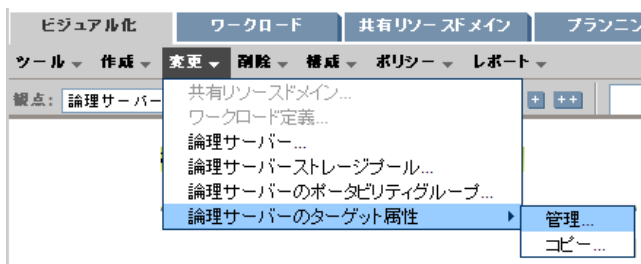 ビジュアル化 ワークロード 共有リソースドメイン プランニン
ツール 作成 変更 削除 構成 ポリシー レポート
観点: 論理サーバー + ++
共有リソースドメイン...
ワークロード定義...
論理サーバー...
論理サーバーストレージプール...
論理サーバーのポータビリティグループ...
論理サーバーのターゲット属性 管理...
コピー...